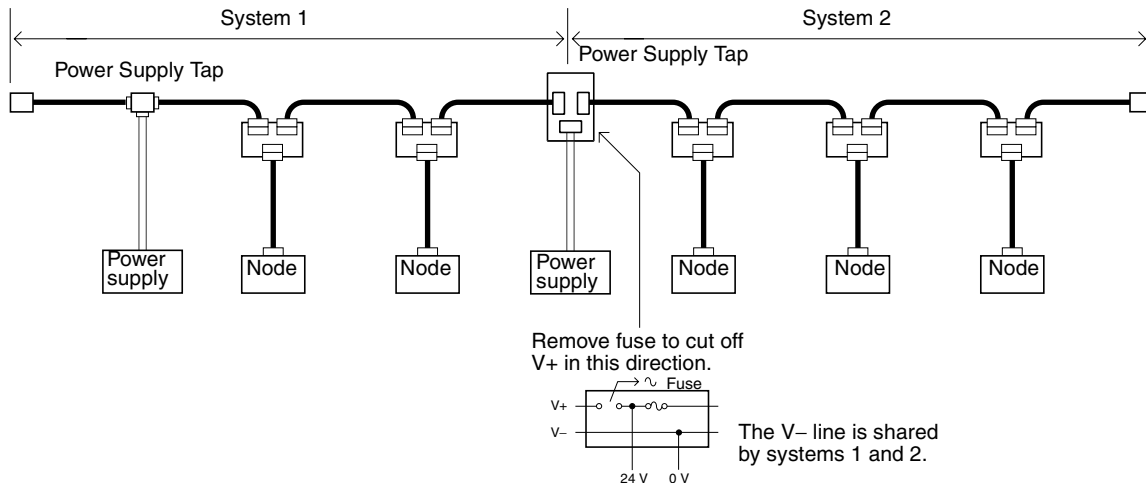 System 1
System 2
Power Supply Tap
Power Supply Tap
Power
supply
Node
Node
Power
supply
Node
Node
Node
Remove fuse to cut off
V+ in this direction.
Fuse
V+
V–
The V– line is shared
by systems 1 and 2.
24 V
0 V